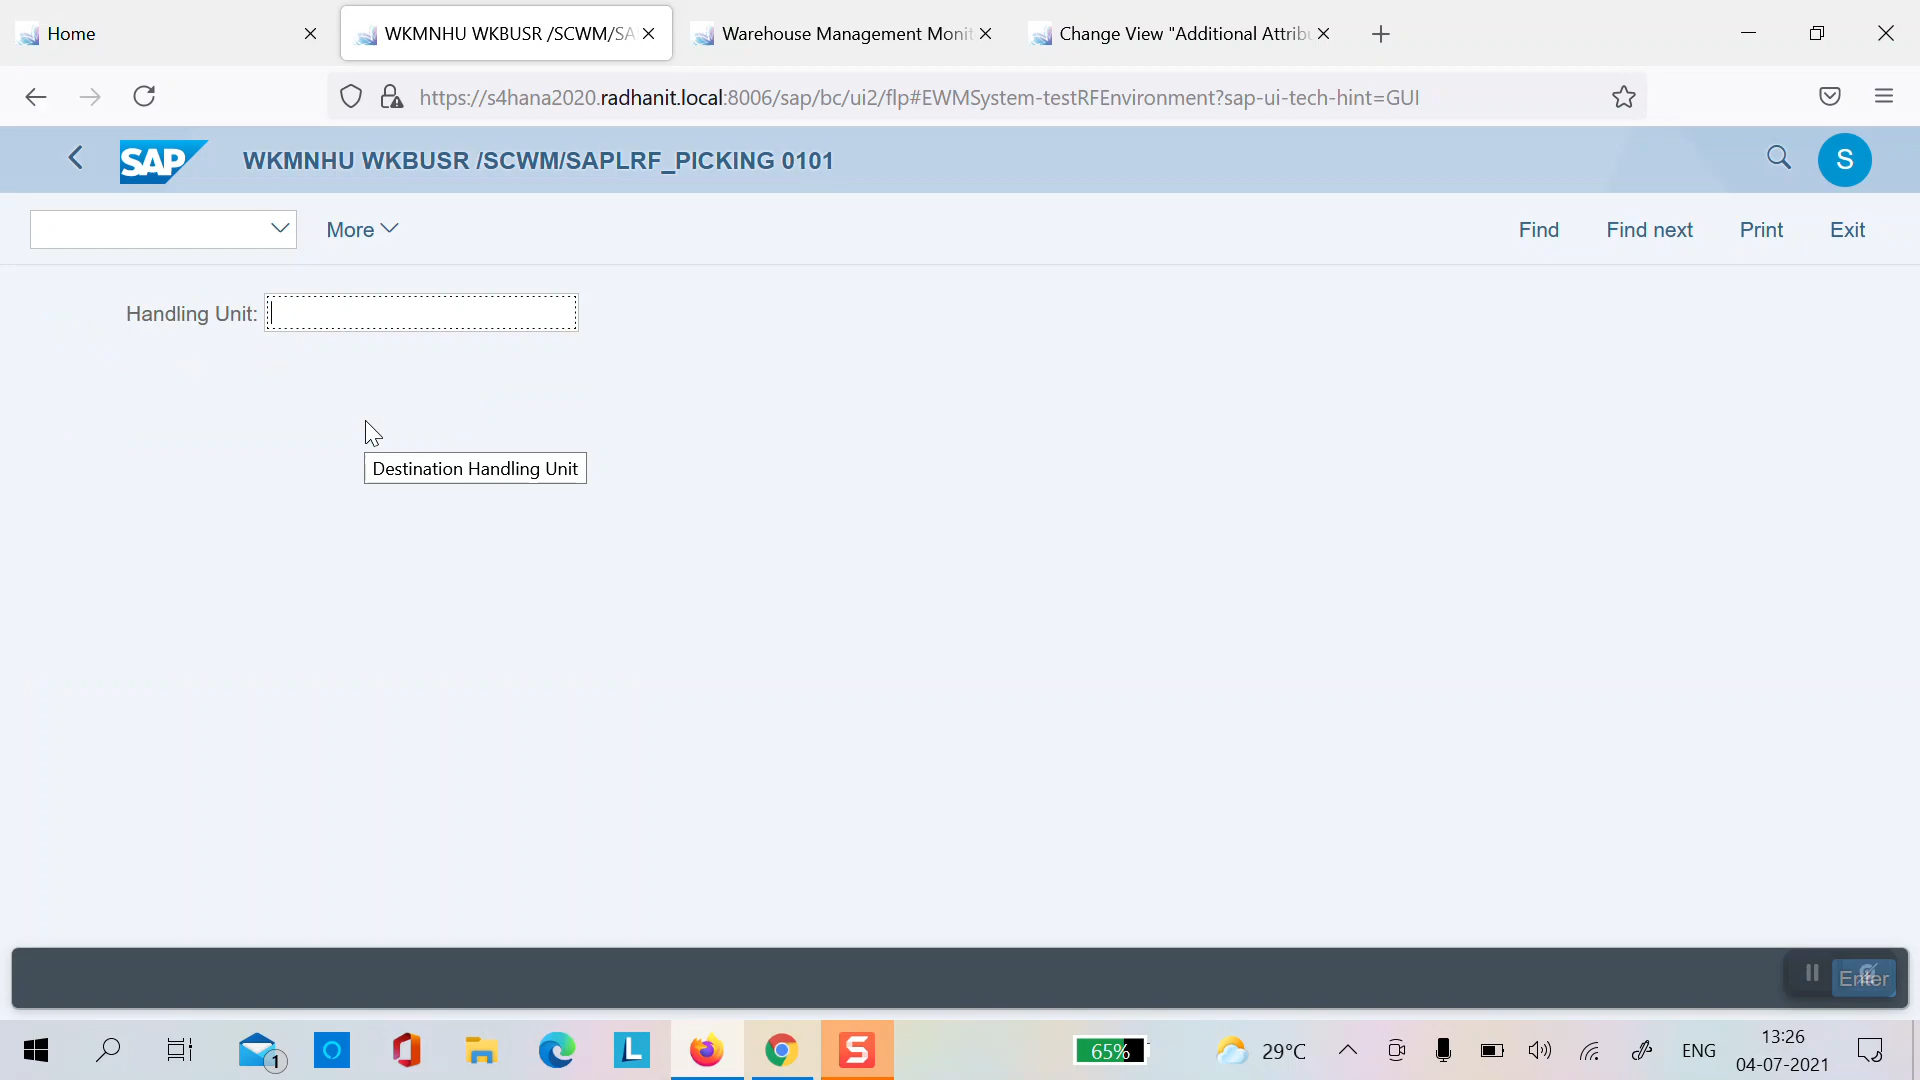 Home
WKMNHU WKBUSR /SCWM/SA
Warehouse Management Monit
Change View "Additional Attribu
https://s4hana2020.radhanit.local:8006/sap/bc/ui2/flp#EWMSystem-testRFEnvironment?sap-ui-tech-hint=GUI
SAP
WKMNHU WKBUSR /SCWM/SAPLRF_PICKING 0101
S
More
Find
Find next
Print
Exit
Handling Unit:
Destination Handling Unit
Enter
1
L
S
65%
29°C
ENG
13:26
04-07-2021